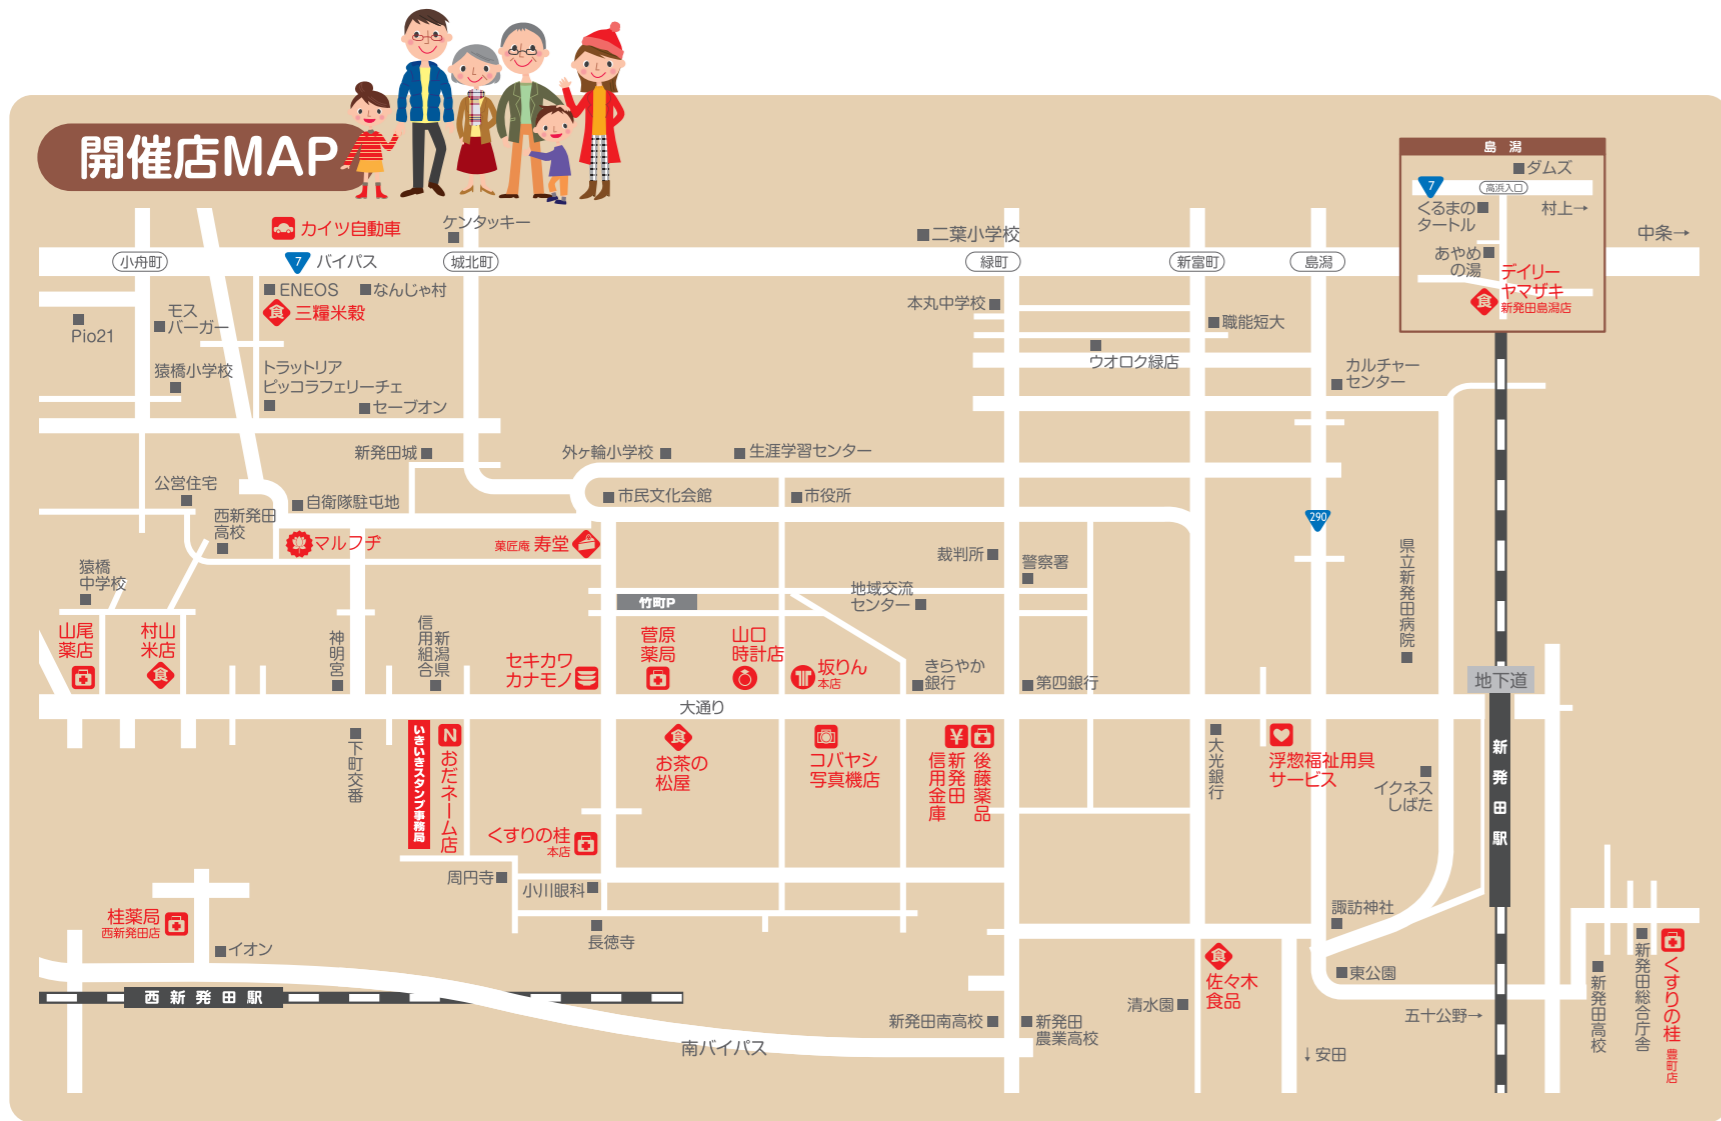 開催店MAP
島潟
ダムズ
7
高浜入口
くるまの
タートル
村上→
あやめ
の湯
デイリー
ヤマザキ
新発田島潟店
食
カイツ自動車
ケンタッキー
二葉小学校
中条→
小舟町
7
バイパス
城北町
緑町
新富町
島潟
ENEOS
なんじゃ村
食
三糧米穀
本丸中学校
モス
バーガー
Pio21
職能短大
ウオロク緑店
猿橋小学校
トラットリア
ピッコラフェリーチェ
セーブオン
カルチャー
センター
新発田城
外ヶ輪小学校
生涯学習センター
公営住宅
自衛隊駐屯地
市民文化会館
市役所
西新発田
高校
290
マルフヂ
菓匠庵 寿堂
裁判所
警察署
県立新発田病院
猿橋
中学校
竹町P
地域交流
センター
山尾
薬店
村山
米店
食
神明宮
新潟県
信用組合
セキカワ
カナモノ
菅原
薬局
山口
時計店
坂りん
本店
きらやか
銀行
第四銀行
地下道
大通り
下町交番
いきいきスタンプ事務局
N
おだネーム店
食
お茶の
松屋
コバヤシ
写真機店
¥
新発田
信用金庫
後藤薬品
大光銀行
浮惣福祉用具
サービス
イクネス
しばた
新発田駅
くすりの桂
本店
周円寺
小川眼科
長徳寺
桂薬局
西新発田店
イオン
西新発田駅
南バイパス
諏訪神社
東公園
食
佐々木
食品
清水園
新発田南高校
新発田
農業高校
五十公野→
↓安田
新発田高校
新発田総合庁舎
くすりの桂
豊町店